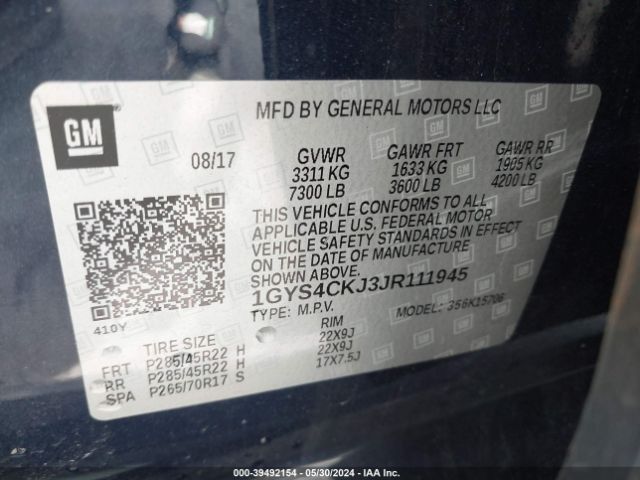 GM
MFD BY GENERAL MOTORS LLC
08/17
GVWR
3311 KG
7300 LB
GAWR FRT
1633 KG
3600 LB
GAWR RR
1905 KG
4200 LB
THIS VEHICLE CONFORMS TO ALL
APPLICABLE U.S. FEDERAL MOTOR
VEHICLE SAFETY STANDARDS IN EFFECT
ON THE DATE OF MANUFACTURE
SHOWN ABOVE.
1GYS4CKJ3JR111945
TYPE: M.P.V.
MODEL: 356K15706
410Y
TIRE SIZE
RIM
FRT P285/45R22 H 22X9J
RR P285/45R22 H 22X9J
SPA P265/70R17 S 17X7.5J
000-39492154 - 05/30/2024 - IAA Inc.